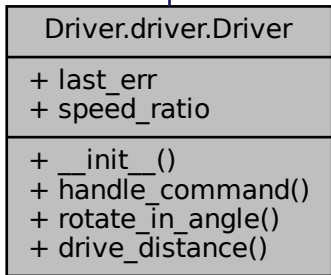 Driver.driver.Driver
+ last_err
+ speed_ratio
+ __init__()
+ handle_command()
+ rotate_in_angle()
+ drive_distance()